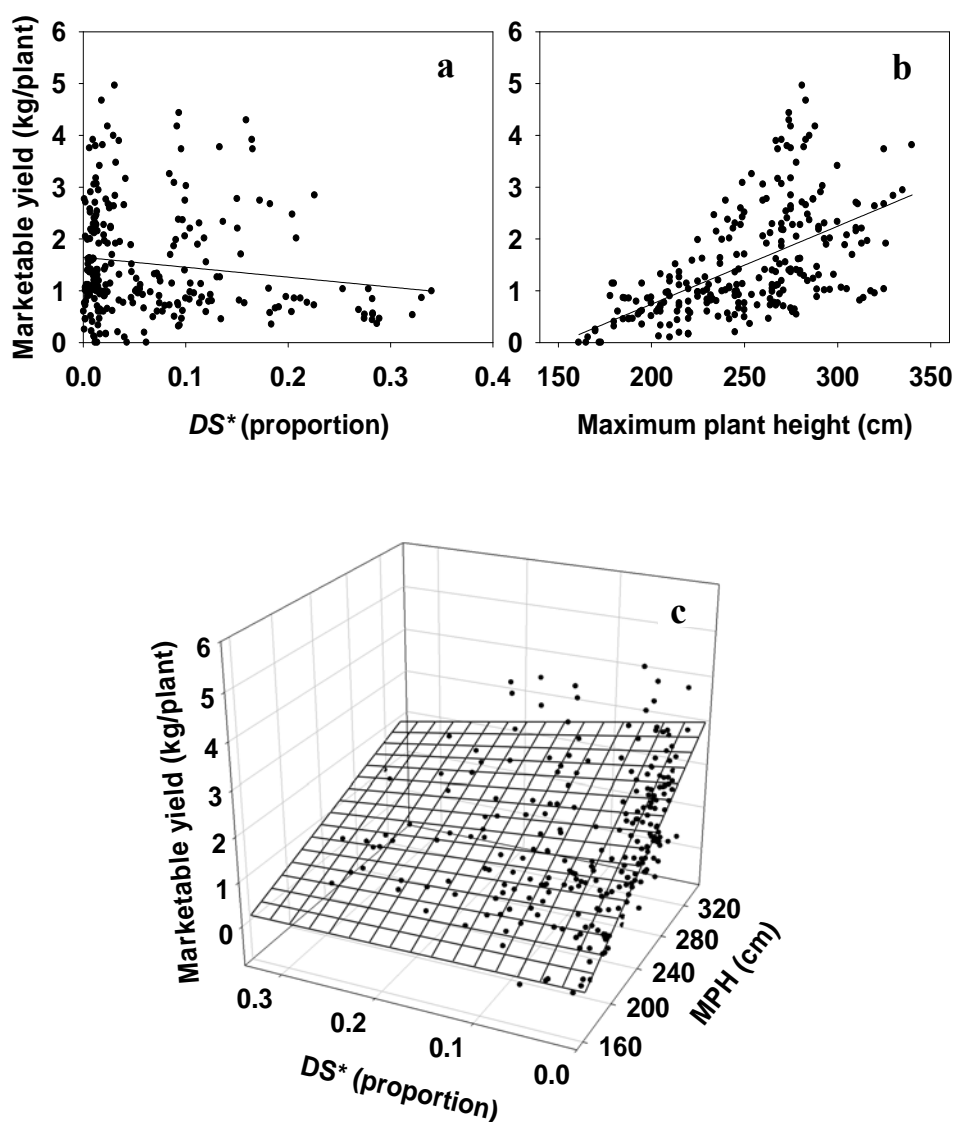 a
b
Marketable yield (kg/plant)
6
5
4
3
2
1
0
0.0 0.1 0.2 0.3 0.4
DS* (proportion)
6
5
4
3
2
1
0
150 200 250 300 350
Maximum plant height (cm)
c
Marketable yield (kg/plant)
6
5
4
3
2
1
0
0.3
0.2
0.1
0.0
DS* (proportion)
320
280
240
200
160
MPH (cm)